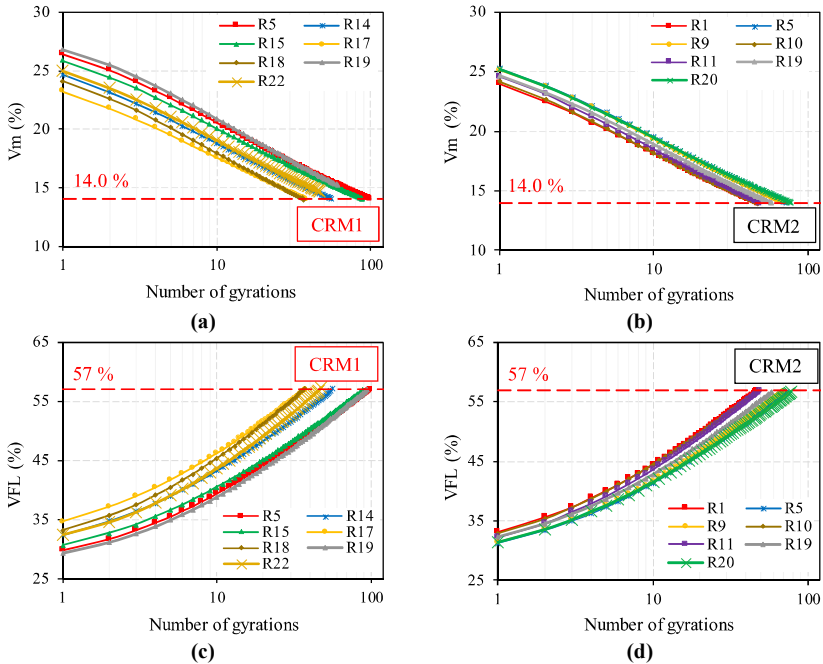 (a)
30
25
20
15
10
Vm (%)
R5 R14
R15 R17
R18 R19
R22
14.0 %
CRM1
1 10 100
Number of gyrations
(b)
30
25
20
15
10
Vm (%)
R1 R5
R9 R10
R11 R19
R20
14.0 %
CRM2
1 10 100
Number of gyrations
(c)
65
55
45
35
25
VFL (%)
57 %
CRM1
R5 R14
R15 R17
R18 R19
R22
1 10 100
Number of gyrations
(d)
65
55
45
35
25
VFL (%)
57 %
CRM2
R1 R5
R9 R10
R11 R19
R20
1 10 100
Number of gyrations